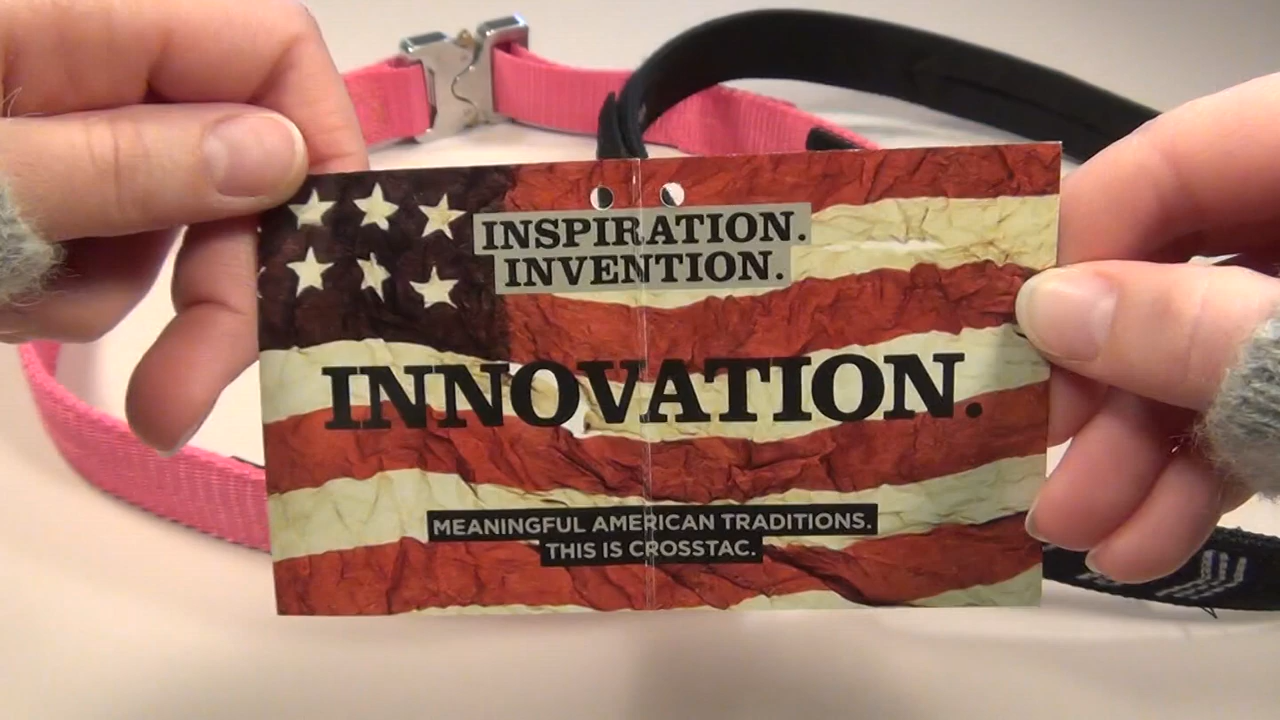 INSPIRATION.
INVENTION.
INNOVATION.
MEANINGFUL AMERICAN TRADITIONS.
THIS IS CROSSTAC.